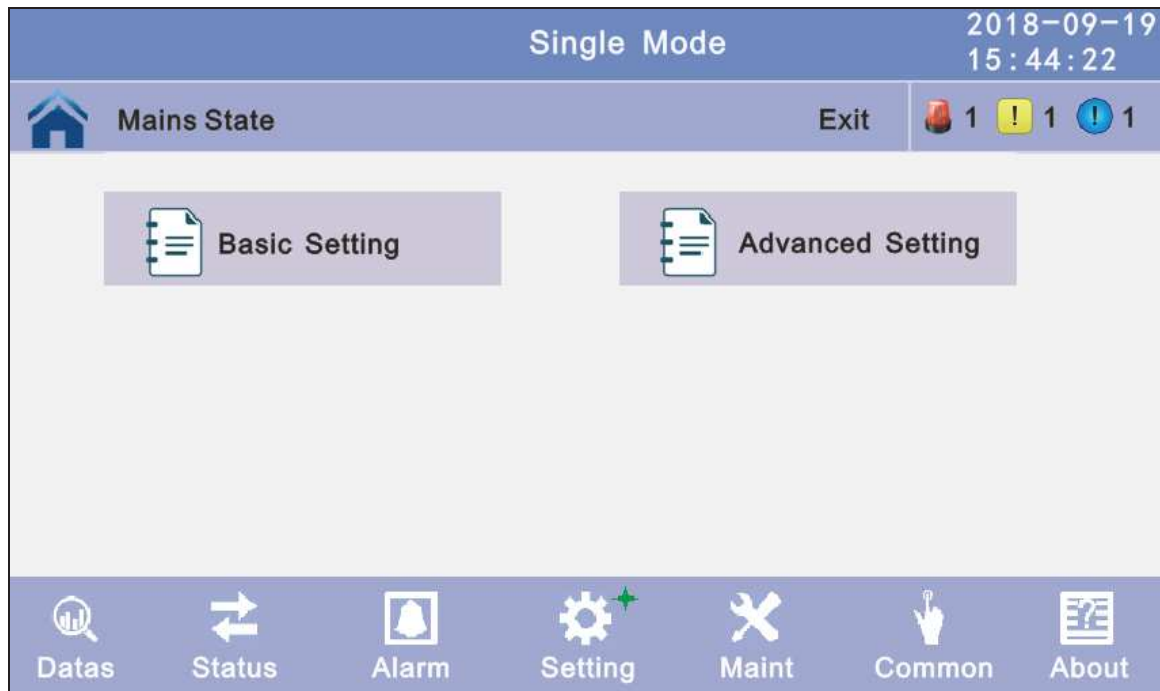 Single Mode
2018-09-19
15:44:22
Mains State
Exit
1
! 1
! 1
Basic Setting
Advanced Setting
Datas
Status
Alarm
Setting
Maint
Common
?
About